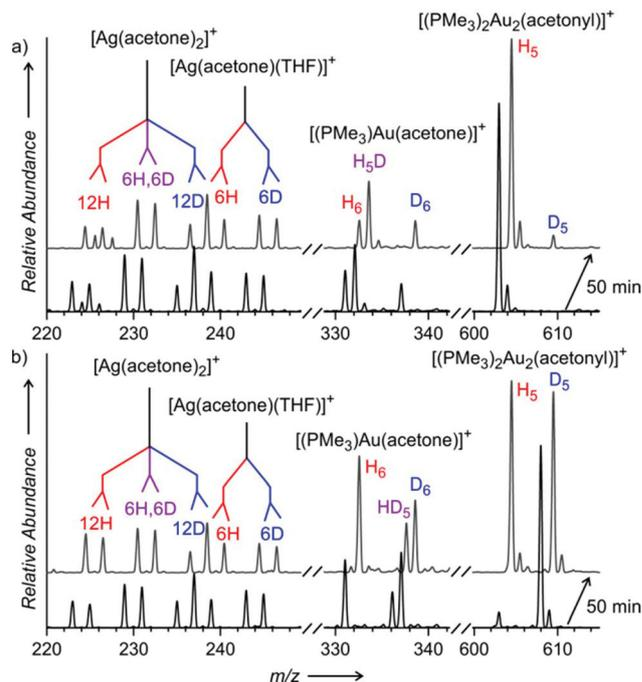 a)
[(PMe₃)₂Au₂(acetonyl)]⁺
[Ag(acetone)₂]⁺
H₅
[Ag(acetone)(THF)]⁺
[(PMe₃)Au(acetone)]⁺
H₅D
6H,6D
12H
12D
6H
6D
H₆
D₆
D₅
Relative Abundance
50 min
220 230 240 330 340 600 610
b)
[(PMe₃)₂Au₂(acetonyl)]⁺
[Ag(acetone)₂]⁺
D₅
H₅
[Ag(acetone)(THF)]⁺
[(PMe₃)Au(acetone)]⁺
H₆
D₆
6H,6D
HD₅
12H
12D
6H
6D
Relative Abundance
50 min
220 230 240 330 340 600 610
m/z